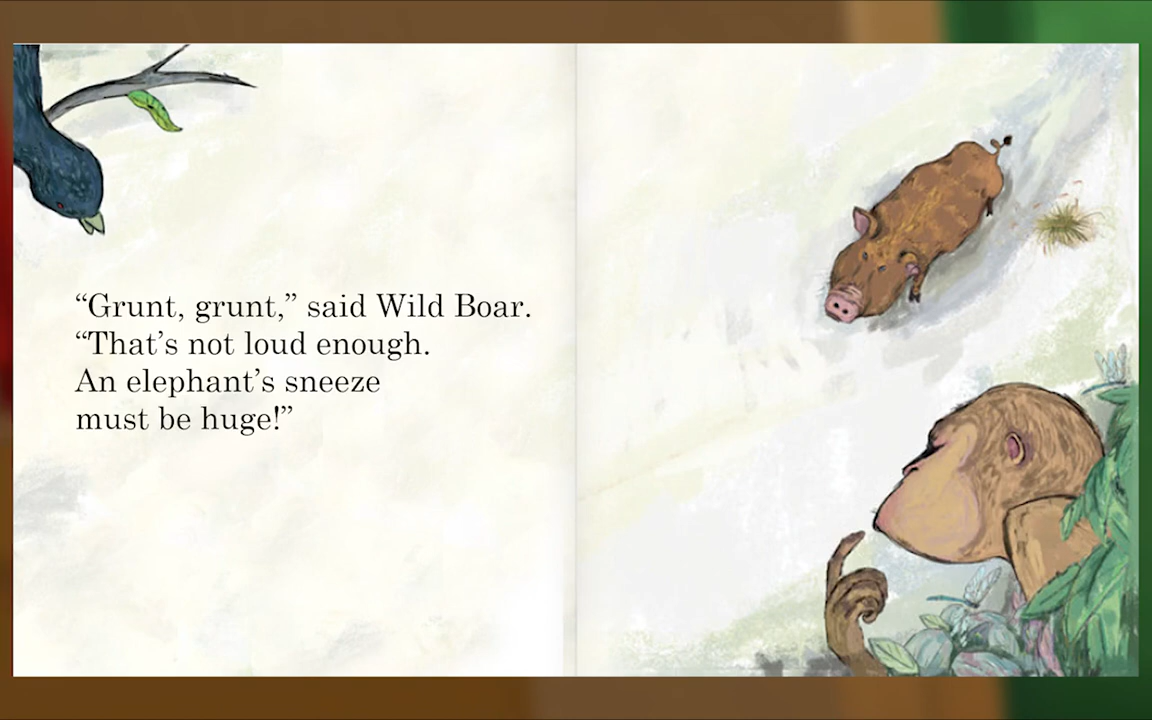 “Grunt, grunt,” said Wild Boar.
“That’s not loud enough.
An elephant’s sneeze
must be huge!”